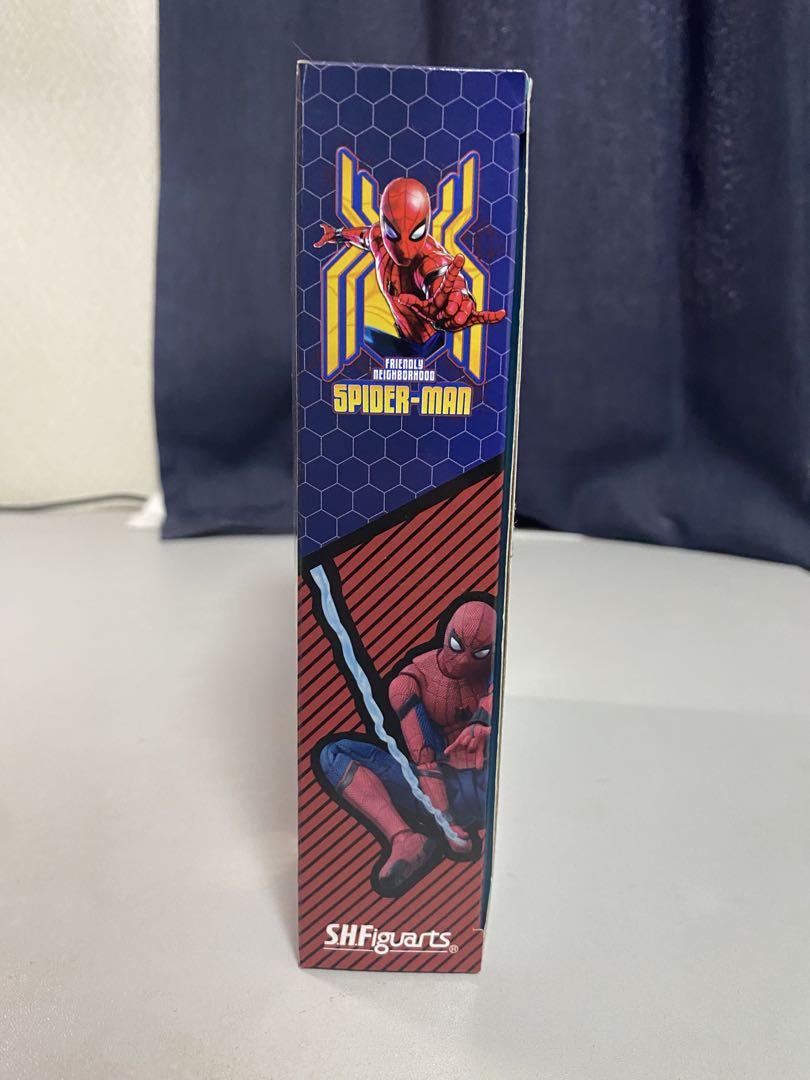 FRIENDLY
NEIGHBORHOOD
SPIDER-MAN
S.H.Figuarts®